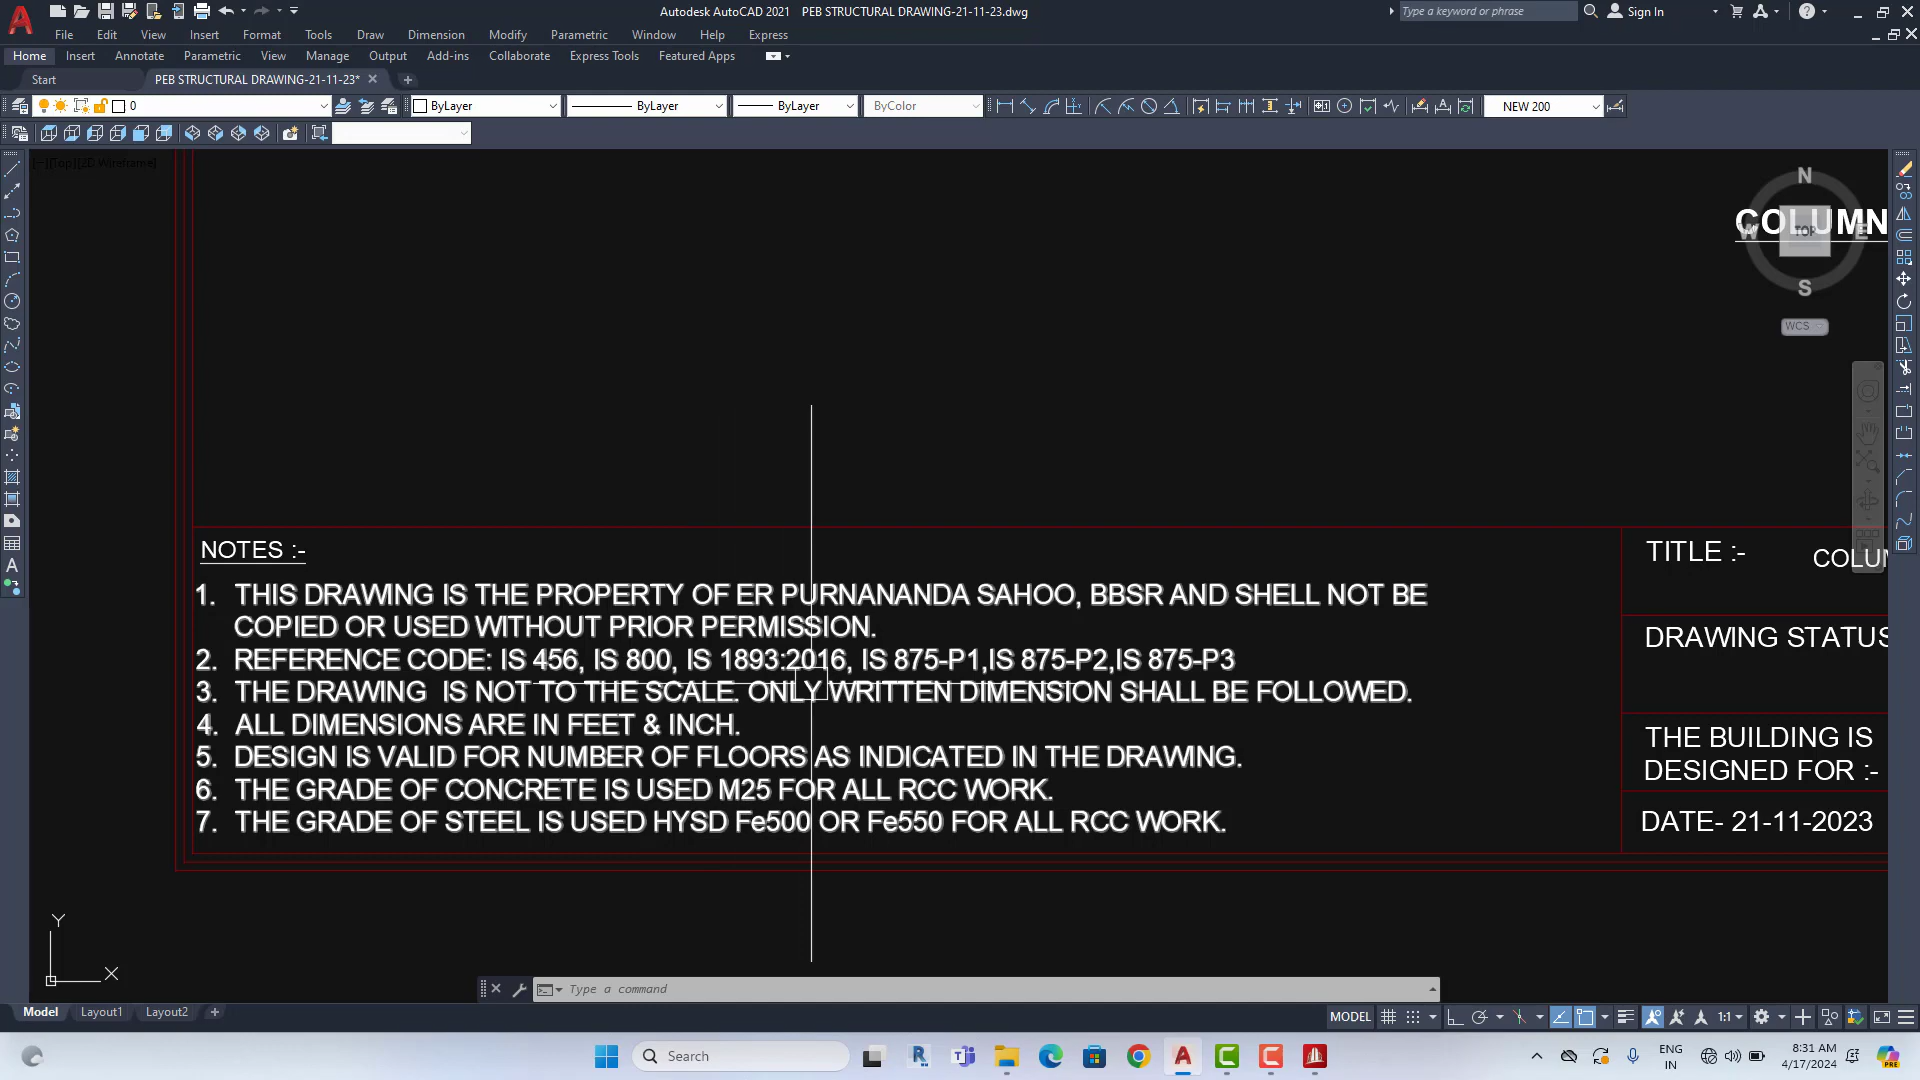 Autodesk AutoCAD 2021 PEB STRUCTURAL DRAWING-21-11-23.dwg
Type a keyword or phrase
Sign In
File Edit View Insert Format Tools Draw Dimension Modify Parametric Window Help Express
Home Insert Annotate Parametric View Manage Output Collaborate Express Tools Featured Apps
Start PEB STRUCTURAL DRAWING-21-11-23*
0 ByLayer ByLayer ByLayer ByColor NEW 200
[−][Top][2D Wireframe]
N
COLUMN
W TOP E
S
WCS
NOTES :-
1. THIS DRAWING IS THE PROPERTY OF ER PURNANANDA SAHOO, BBSR AND SHELL NOT BE
COPIED OR USED WITHOUT PRIOR PERMISSION.
2. REFERENCE CODE: IS 456, IS 800, IS 1893:2016, IS 875-P1,IS 875-P2,IS 875-P3
3. THE DRAWING  IS NOT TO THE SCALE. ONLY WRITTEN DIMENSION SHALL BE FOLLOWED.
4. ALL DIMENSIONS ARE IN FEET & INCH.
5. DESIGN IS VALID FOR NUMBER OF FLOORS AS INDICATED IN THE DRAWING.
6. THE GRADE OF CONCRETE IS USED M25 FOR ALL RCC WORK.
7. THE GRADE OF STEEL IS USED HYSD Fe500 OR Fe550 FOR ALL RCC WORK.
TITLE :- COLUM
DRAWING STATUS
THE BUILDING IS
DESIGNED FOR :-
DATE- 21-11-2023
Y
X
Type a command
Model Layout1 Layout2
MODEL 1:1
Search
ENG
IN
8:31 AM
4/17/2024
PRE